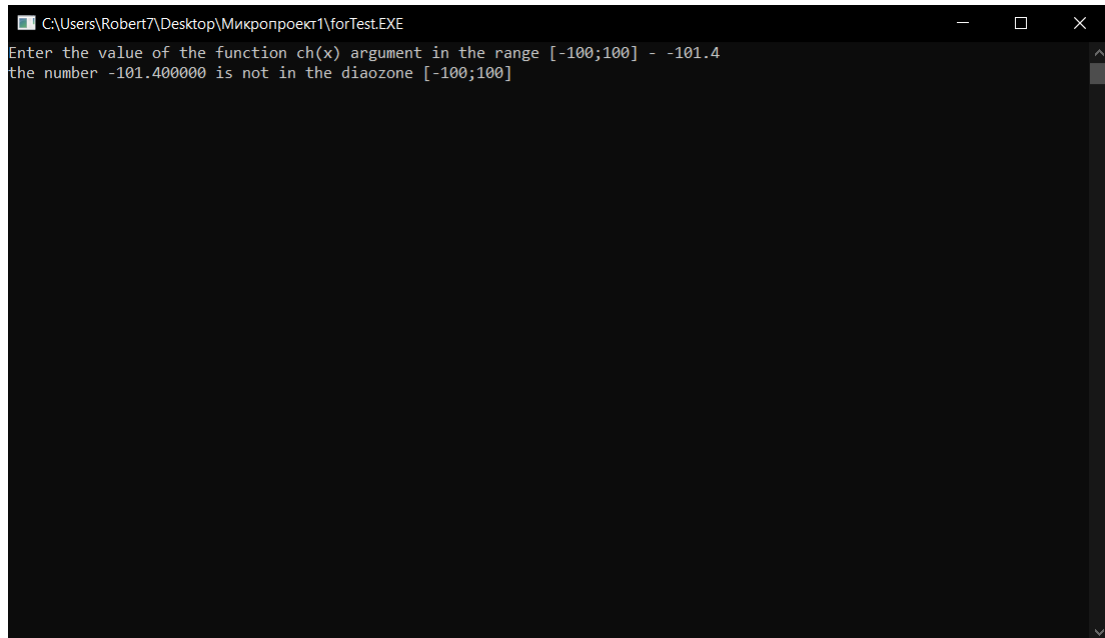 C:\Users\Robert7\Desktop\Микропроект1\forTest.EXE
Enter the value of the function ch(x) argument in the range [-100;100] - -101.4
the number -101.400000 is not in the diaozone [-100;100]